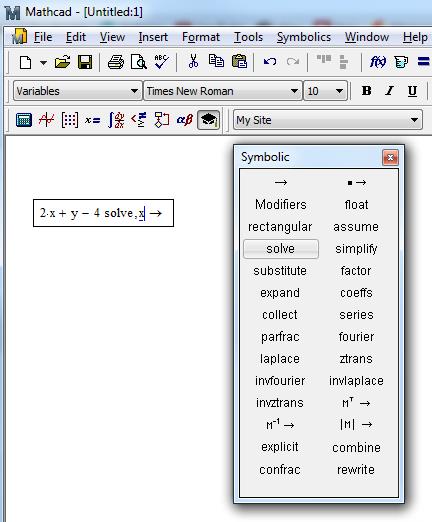 Mathcad - [Untitled:1]
File Edit View Insert Format Tools Symbolics Window Help
Variables Times New Roman 10 B I U
x= αβ My Site
Symbolic
2·x + y − 4 solve,x →
→ ▪ →
Modifiers float
rectangular assume
solve simplify
substitute factor
expand coeffs
collect series
parfrac fourier
laplace ztrans
invfourier invlaplace
invztrans Mᵀ →
M⁻¹ → |M| →
explicit combine
confrac rewrite